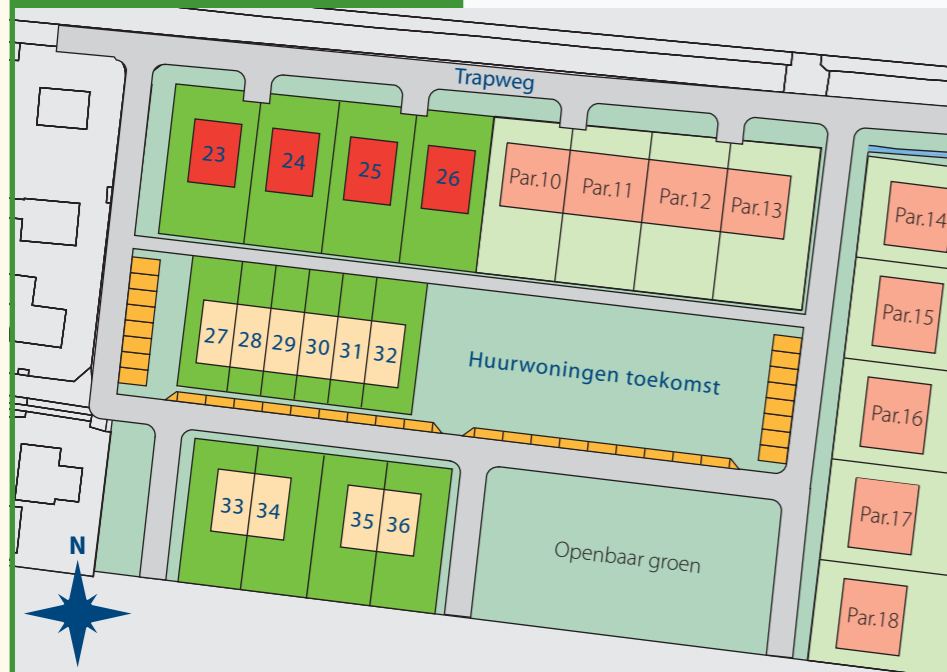 Trapweg
23
24
25
26
Par.10
Par.11
Par.12
Par.13
Par.14
27
28
29
30
31
32
Huurwoningen toekomst
Par.15
Par.16
33
34
35
36
Openbaar groen
Par.17
Par.18
N